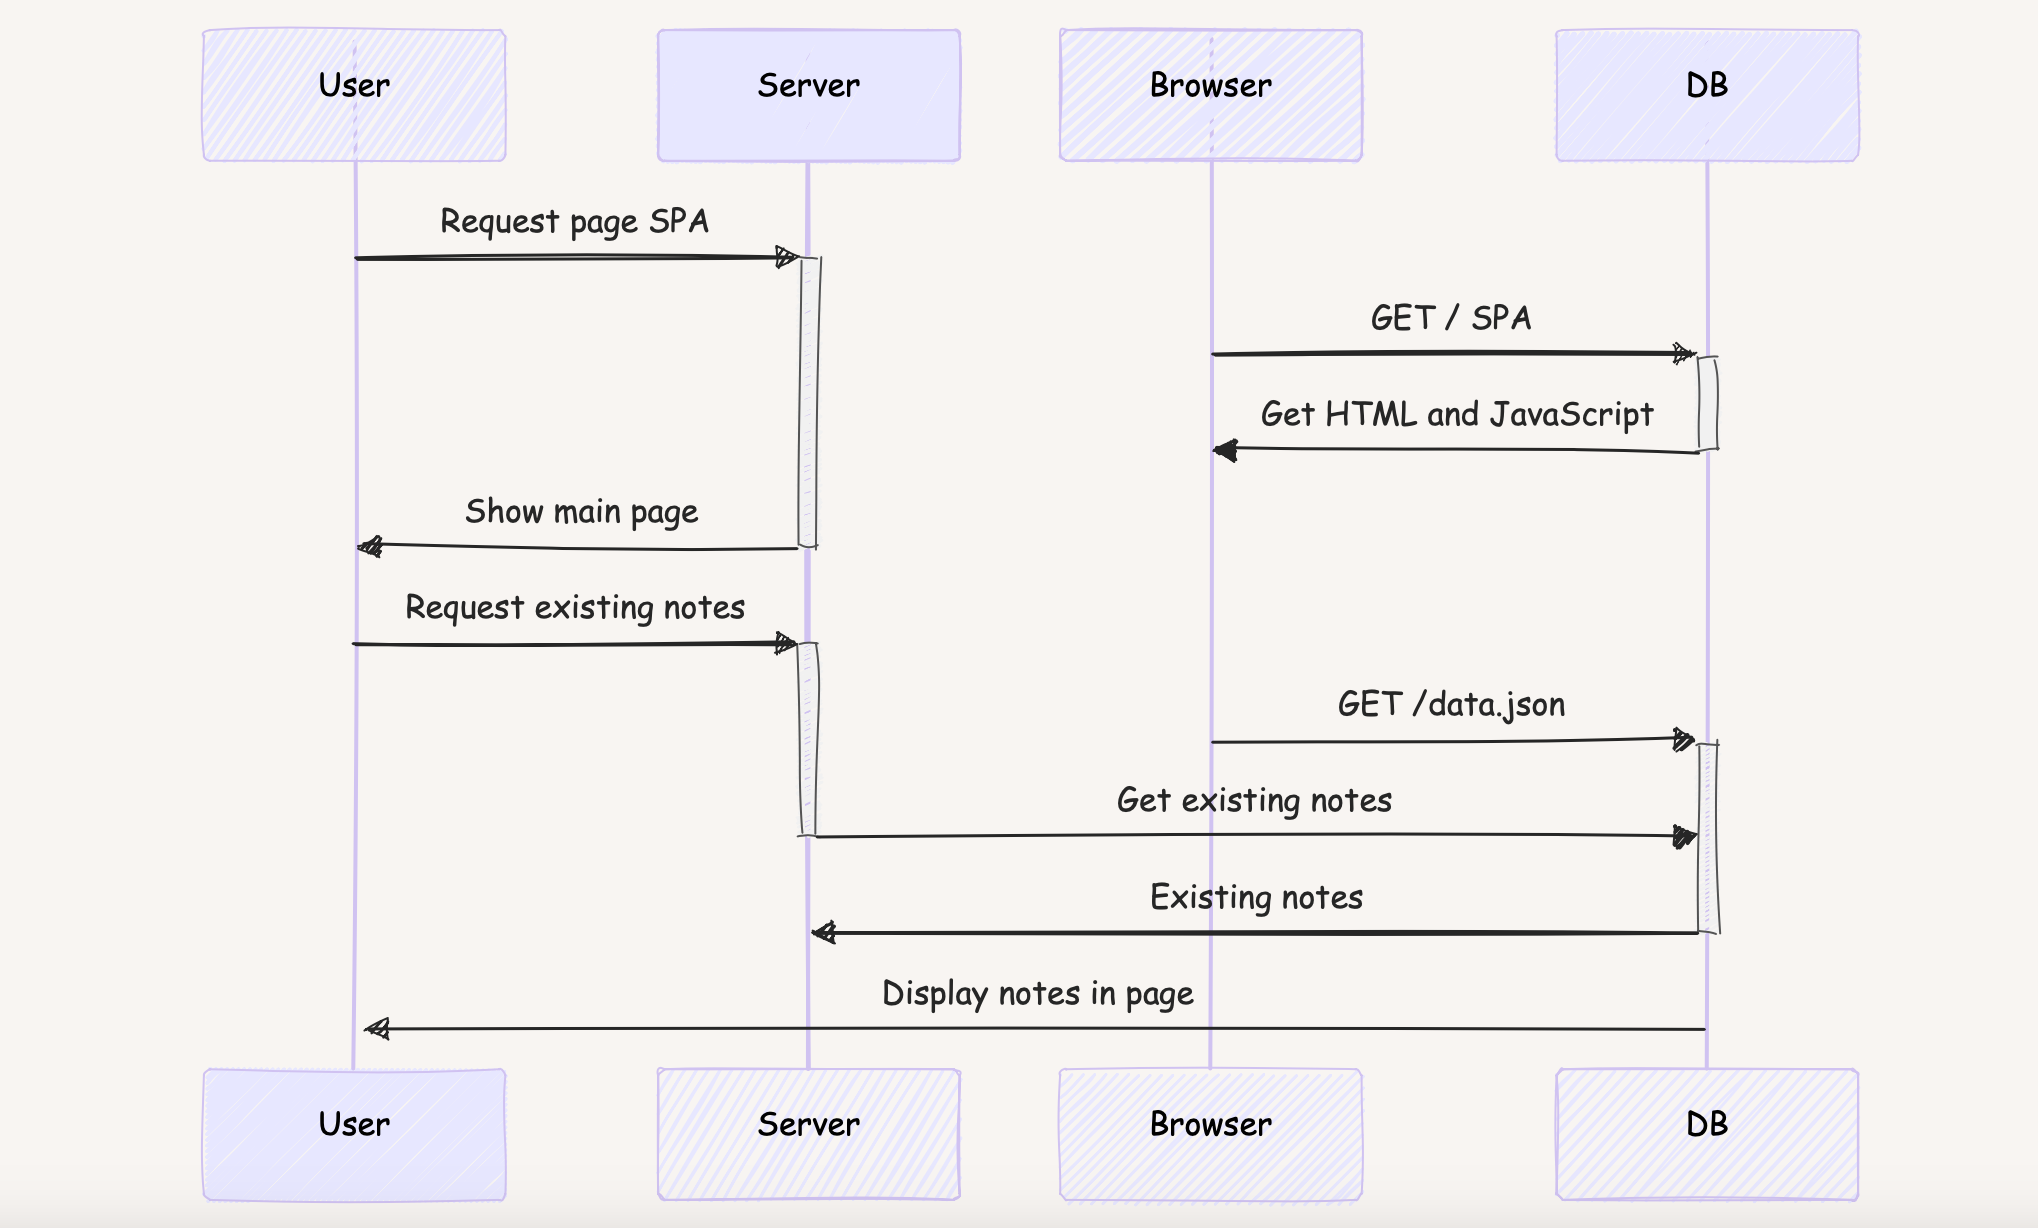 User
Server
Browser
DB
Request page SPA
GET / SPA
Get HTML and JavaScript
Show main page
Request existing notes
GET /data.json
Get existing notes
Existing notes
Display notes in page
User
Server
Browser
DB